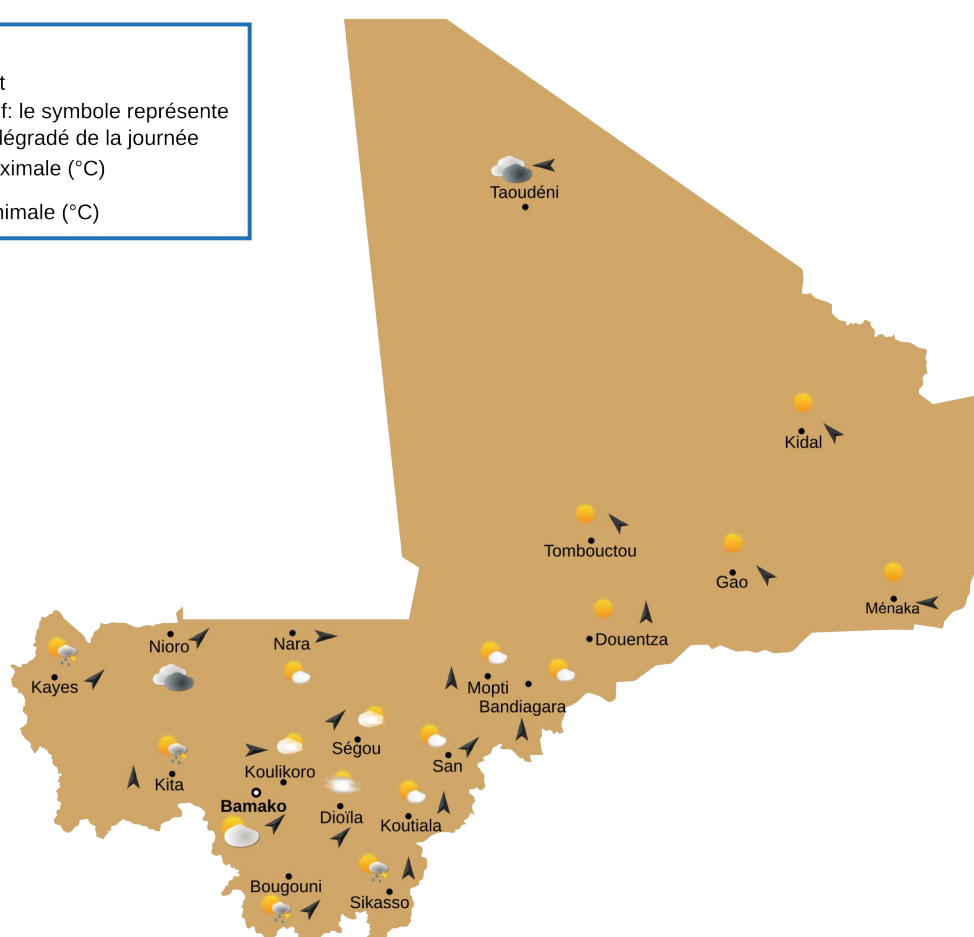 t
f: le symbole représente
dégradé de la journée
ximale (°C)
nimale (°C)
Taoudéni
Kidal
Tombouctou
Gao
Ménaka
Nioro
Nara
Douentza
Kayes
Mopti
Bandiagara
Ségou
San
Koulikoro
Kita
Bamako
Dioïla
Koutiala
Bougouni
Sikasso